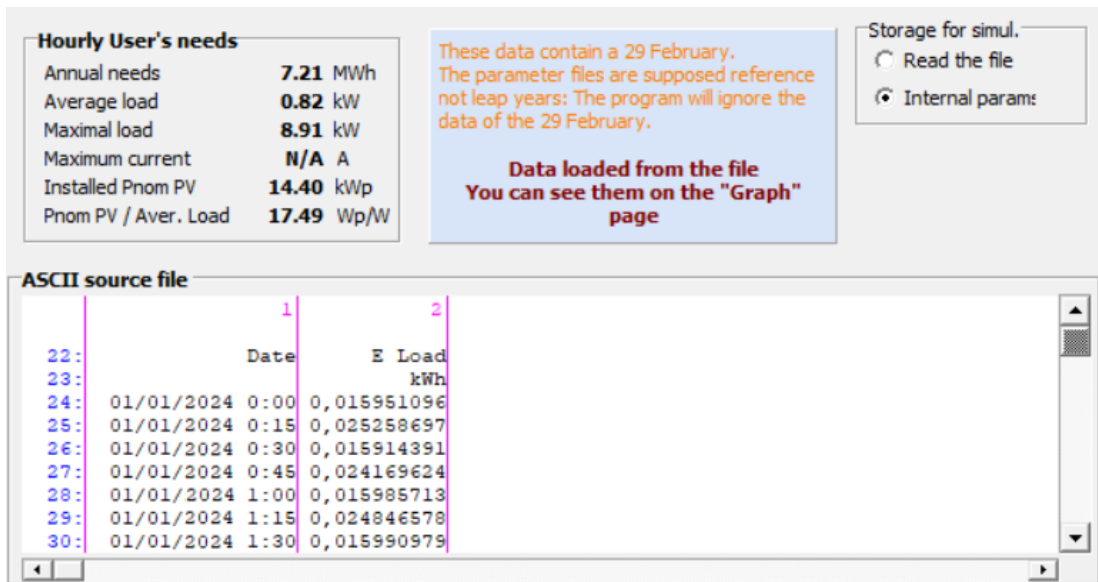 Hourly User's needs
Annual needs 7.21 MWh
Average load 0.82 kW
Maximal load 8.91 kW
Maximum current N/A A
Installed Pnom PV 14.40 kWp
Pnom PV / Aver. Load 17.49 Wp/W
These data contain a 29 February.
The parameter files are supposed reference
not leap years: The program will ignore the
data of the 29 February.
Data loaded from the file
You can see them on the "Graph"
page
Storage for simul.
Read the file
Internal params
ASCII source file
1 2
22: Date E Load
23: kWh
24: 01/01/2024 0:00 0,015951096
25: 01/01/2024 0:15 0,025258697
26: 01/01/2024 0:30 0,015914391
27: 01/01/2024 0:45 0,024169624
28: 01/01/2024 1:00 0,015985713
29: 01/01/2024 1:15 0,024846578
30: 01/01/2024 1:30 0,015990979